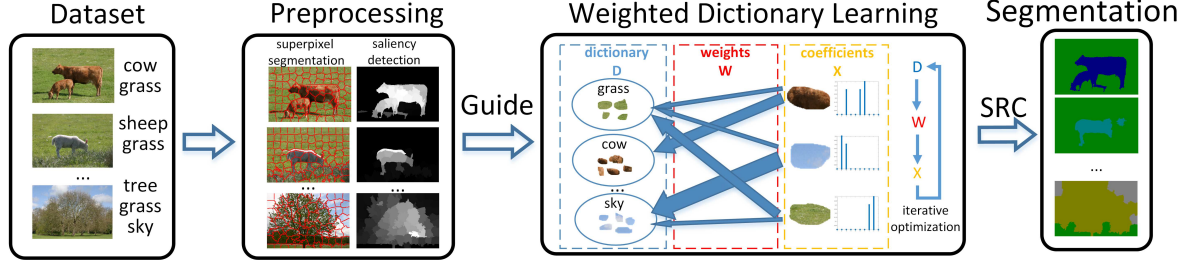 Dataset
Preprocessing
Weighted Dictionary Learning
Segmentation
cow
grass
sheep
grass
...
tree
grass
sky
superpixel
segmentation
saliency
detection
...
...
Guide
dictionary
D
weights
W
coefficients
X
grass
cow
...
sky
D
W
X
iterative
optimization
SRC
...